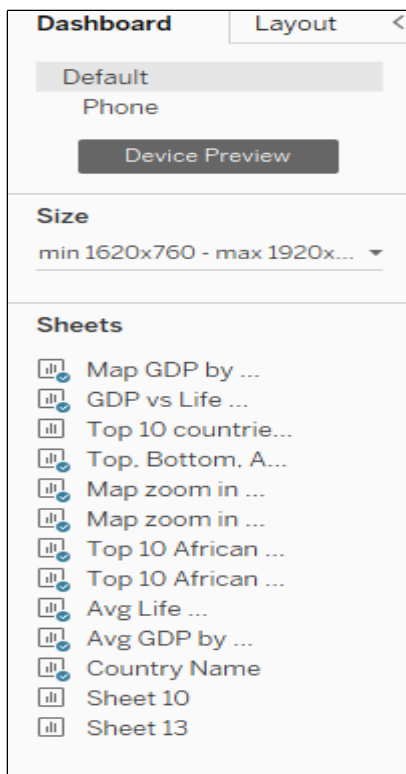 Dashboard Layout <
Default
Phone
Device Preview
Size
min 1620x760 - max 1920x...
Sheets
Map GDP by ...
GDP vs Life ...
Top 10 countrie...
Top, Bottom, A...
Map zoom in ...
Map zoom in ...
Top 10 African ...
Top 10 African ...
Avg Life ...
Avg GDP by ...
Country Name
Sheet 10
Sheet 13